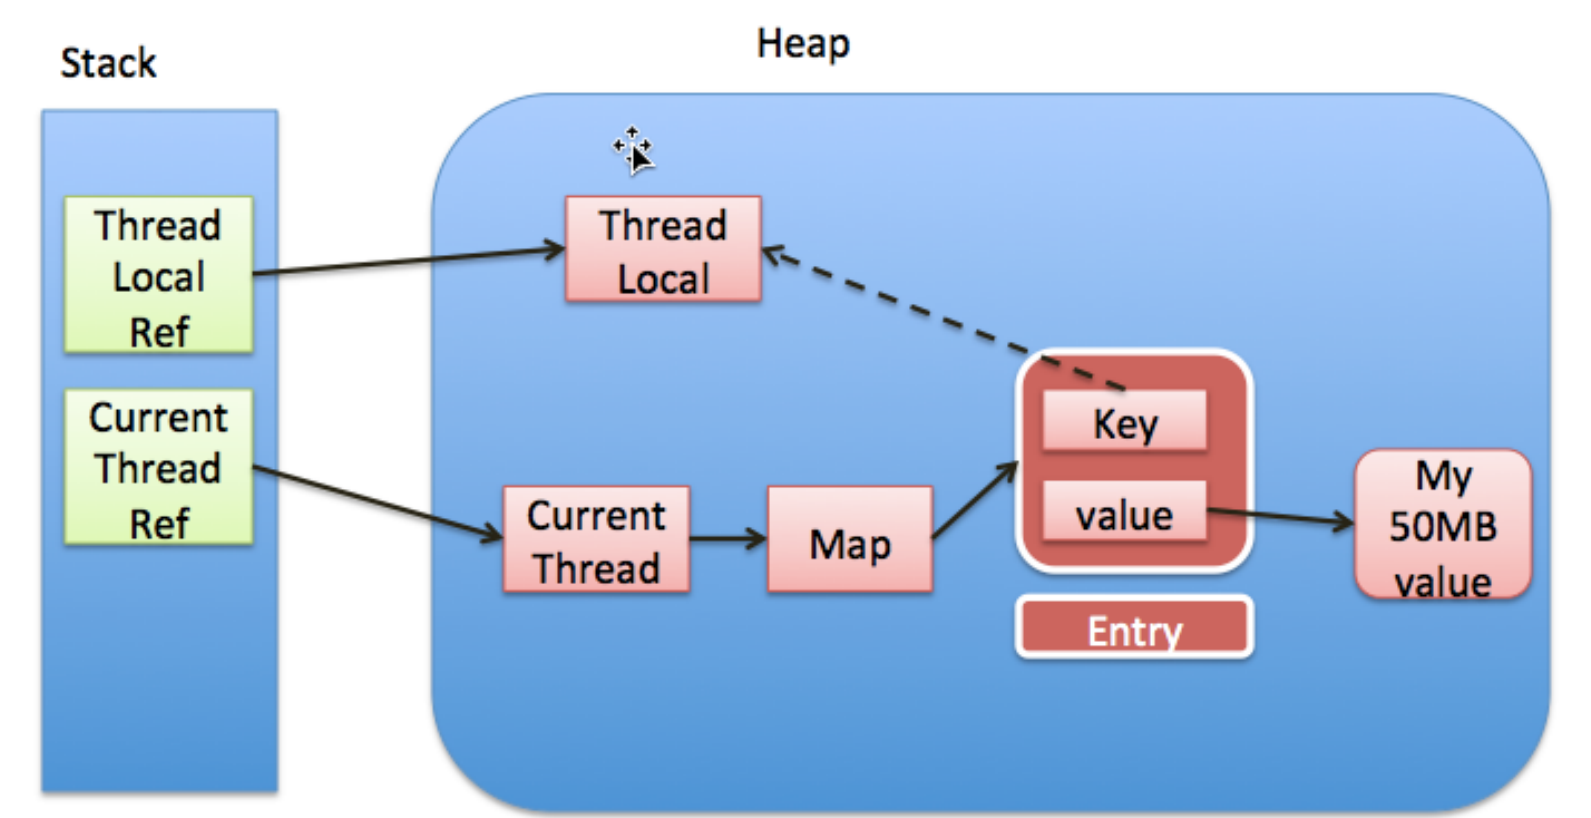 Stack
Heap
Thread
Local
Ref
Thread
Local
Current
Thread
Ref
Current
Thread
Map
Key
value
My
50MB
value
Entry